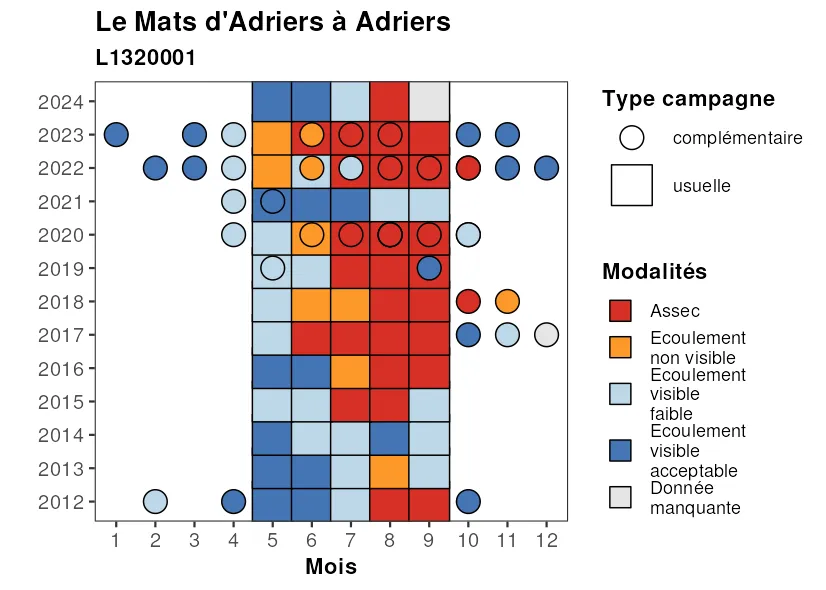 Le Mats d'Adriers à Adriers
L1320001
2024
2023
2022
2021
2020
2019
2018
2017
2016
2015
2014
2013
2012
1 2 3 4 5 6 7 8 9 10 11 12
Mois
Type campagne
complémentaire
usuelle
Modalités
Assec
Ecoulement
non visible
Ecoulement
visible
faible
Ecoulement
visible
acceptable
Donnée
manquante